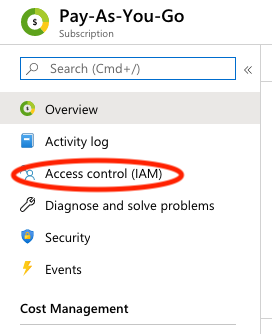 Pay-As-You-Go
Subscription
Search (Cmd+/)
«
Overview
Activity log
Access control (IAM)
Diagnose and solve problems
Security
Events
Cost Management